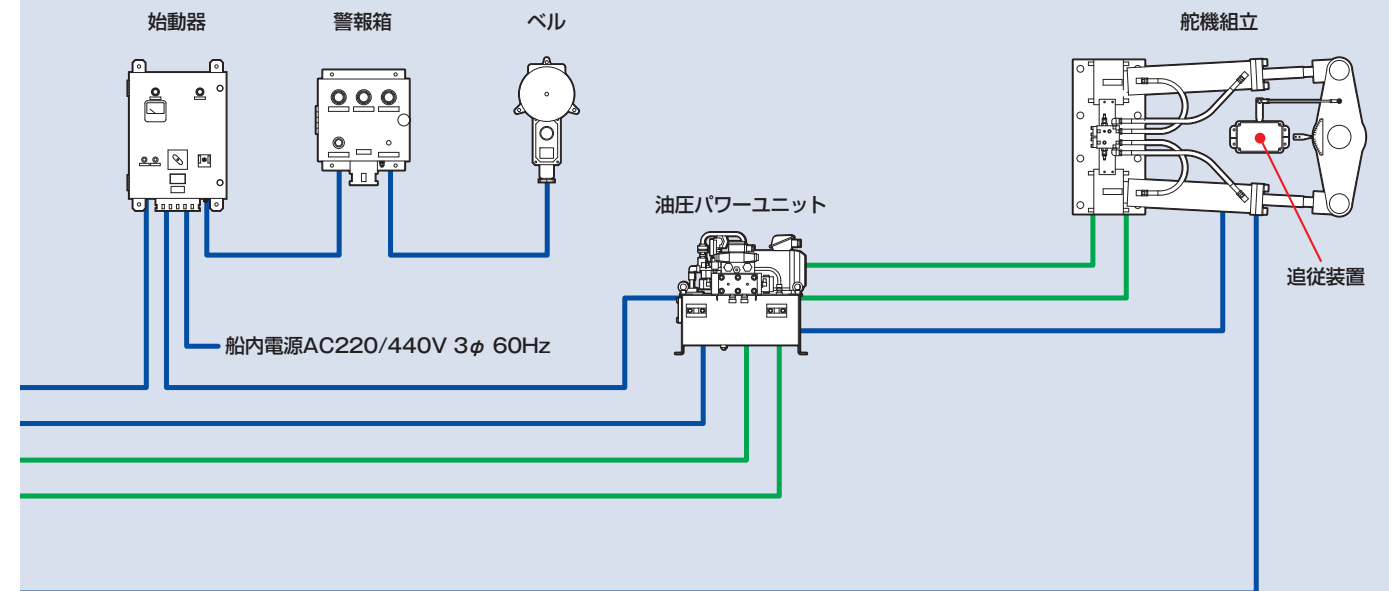 始動器
警報箱
ベル
舵機組立
油圧パワーユニット
追従装置
船内電源AC220/440V 3φ 60Hz